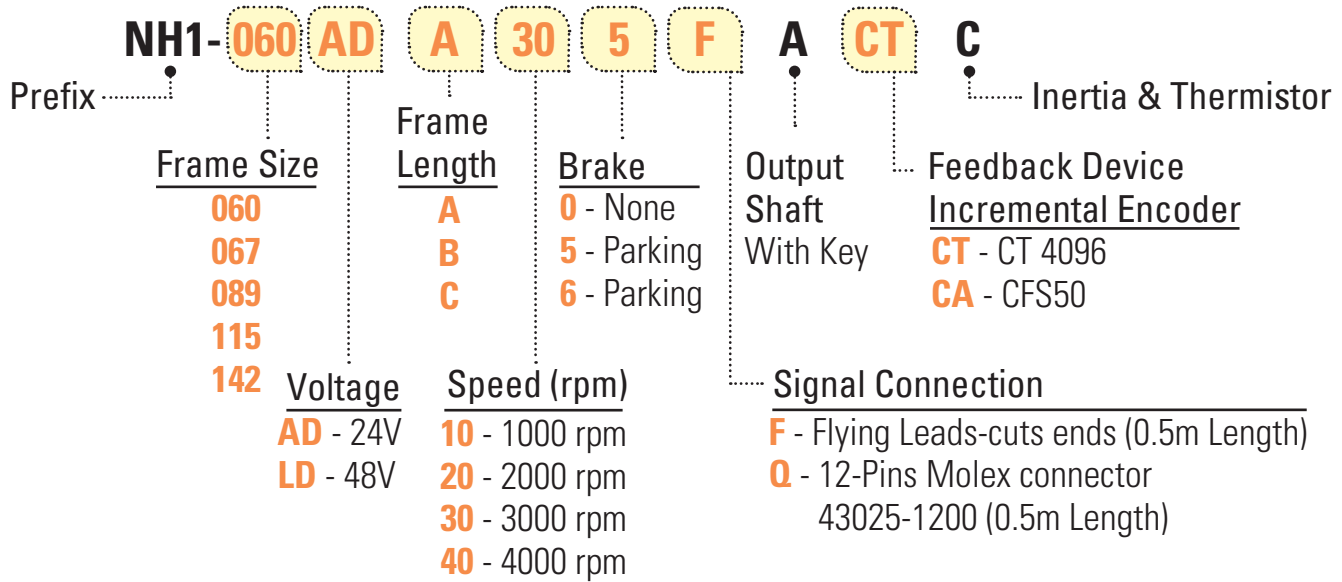 NH1-060 AD A 30 5 F A CT C
Prefix
Inertia & Thermistor
Frame Size
060
067
089
115
142
Voltage
AD - 24V
LD - 48V
Frame
Length
A
B
C
Speed (rpm)
10 - 1000 rpm
20 - 2000 rpm
30 - 3000 rpm
40 - 4000 rpm
Brake
0 - None
5 - Parking
6 - Parking
Output
Shaft
With Key
Feedback Device
Incremental Encoder
CT - CT 4096
CA - CFS50
Signal Connection
F - Flying Leads-cuts ends (0.5m Length)
Q - 12-Pins Molex connector
43025-1200 (0.5m Length)